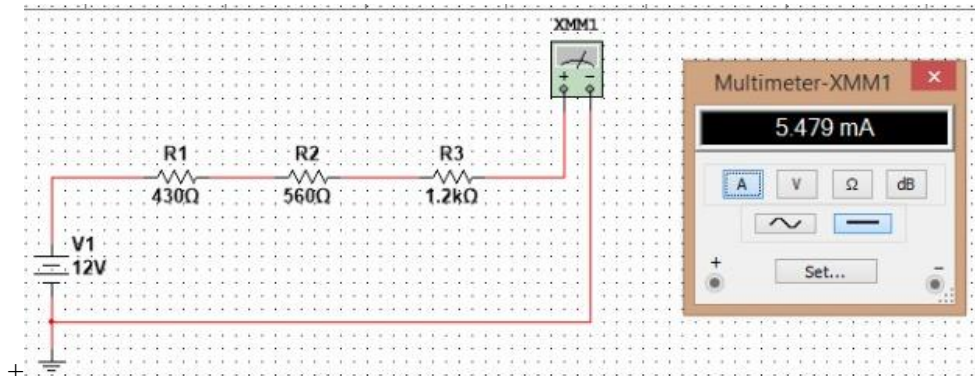 XMM1
+ −
Multimeter-XMM1
5.479 mA
R1
R2
R3
430Ω
560Ω
1.2kΩ
A V Ω dB
V1
12V
+ Set... −